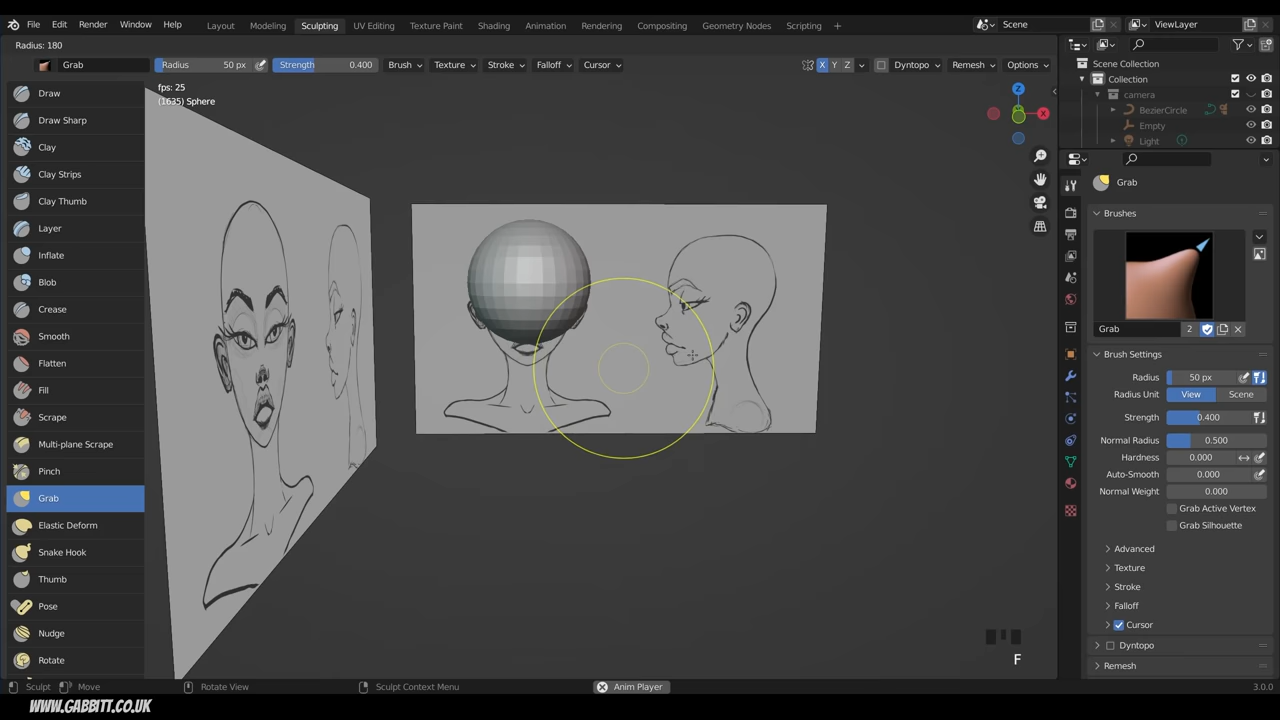 File Edit Render Window Help Layout Modeling Sculpting UV Editing Texture Paint Shading Animation Rendering Compositing Geometry Nodes Scripting + Scene ViewLayer
Radius: 180
Grab Radius 50 px Strength 0.400 Brush Texture Stroke Falloff Cursor X Y Z Dyntopo Remesh Options
Scene Collection
Collection
camera
BezierCircle
Empty
Light
fps: 25
(1635) Sphere
Z
X
Draw
Draw Sharp
Clay
Clay Strips
Clay Thumb
Layer
Inflate
Blob
Crease
Smooth
Flatten
Fill
Scrape
Multi-plane Scrape
Pinch
Grab
Elastic Deform
Snake Hook
Thumb
Pose
Nudge
Rotate
Grab
Brushes
Grab 2
Brush Settings
Radius 50 px
Radius Unit View Scene
Strength 0.400
Normal Radius 0.500
Hardness 0.000
Auto-Smooth 0.000
Normal Weight 0.000
Grab Active Vertex
Grab Silhouette
Advanced
Texture
Stroke
Falloff
Cursor
Dyntopo
Remesh
F
Sculpt Move Rotate View Sculpt Context Menu Anim Player 3.0.0
WWW.GABBITT.CO.UK